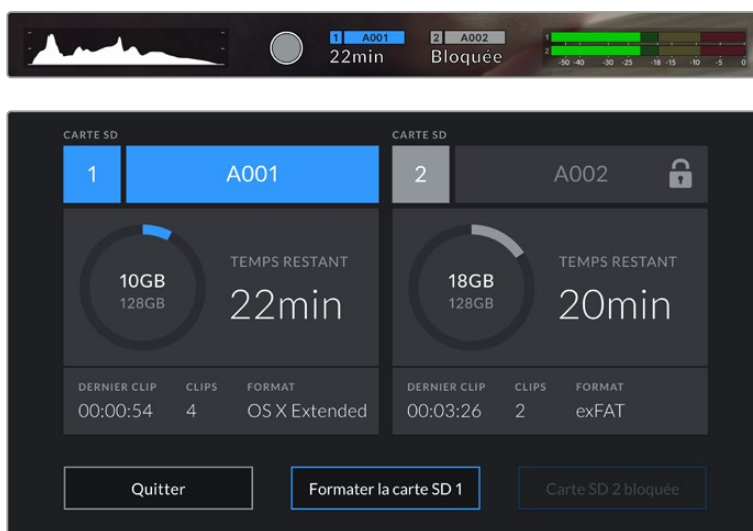 1 A001 2 A002
22min Bloquée
1
2
-50 -40 -30 -25 -18 -15 -10 -5 0
CARTE SD CARTE SD
1 A001 2 A002
10GB
128GB
TEMPS RESTANT
22min
18GB
128GB
TEMPS RESTANT
20min
DERNIER CLIP CLIPS FORMAT
00:00:54 4 OS X Extended
DERNIER CLIP CLIPS FORMAT
00:03:26 2 exFAT
Quitter Formater la carte SD 1 Carte SD 2 bloquée